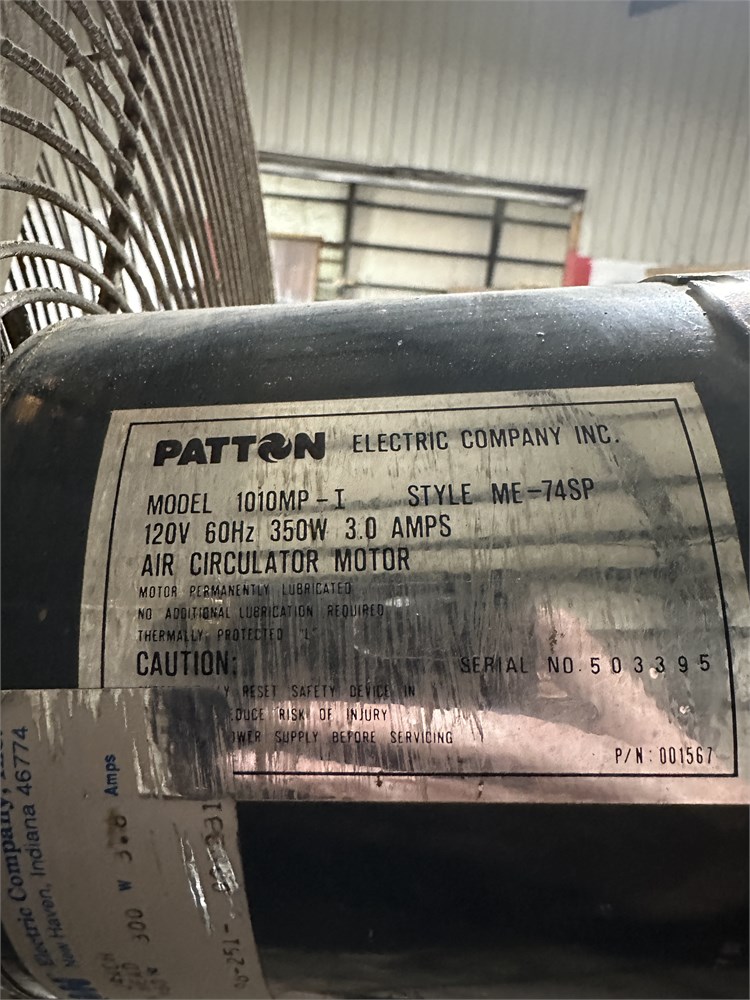 PATTON ELECTRIC COMPANY INC.
MODEL 1010MP-I STYLE ME-74SP
120V 60Hz 350W 3.0 AMPS
AIR CIRCULATOR MOTOR
MOTOR PERMANENTLY LUBRICATED
NO ADDITIONAL LUBRICATION REQUIRED
THERMALLY PROTECTED "L"
CAUTION:
SERIAL NO. 503395
RESET SAFETY DEVICE IN
RISK OF INJURY
SUPPLY BEFORE SERVICING
P/N: 001567
Electric Company,
New Haven, Indiana 46774
Amps
300 W